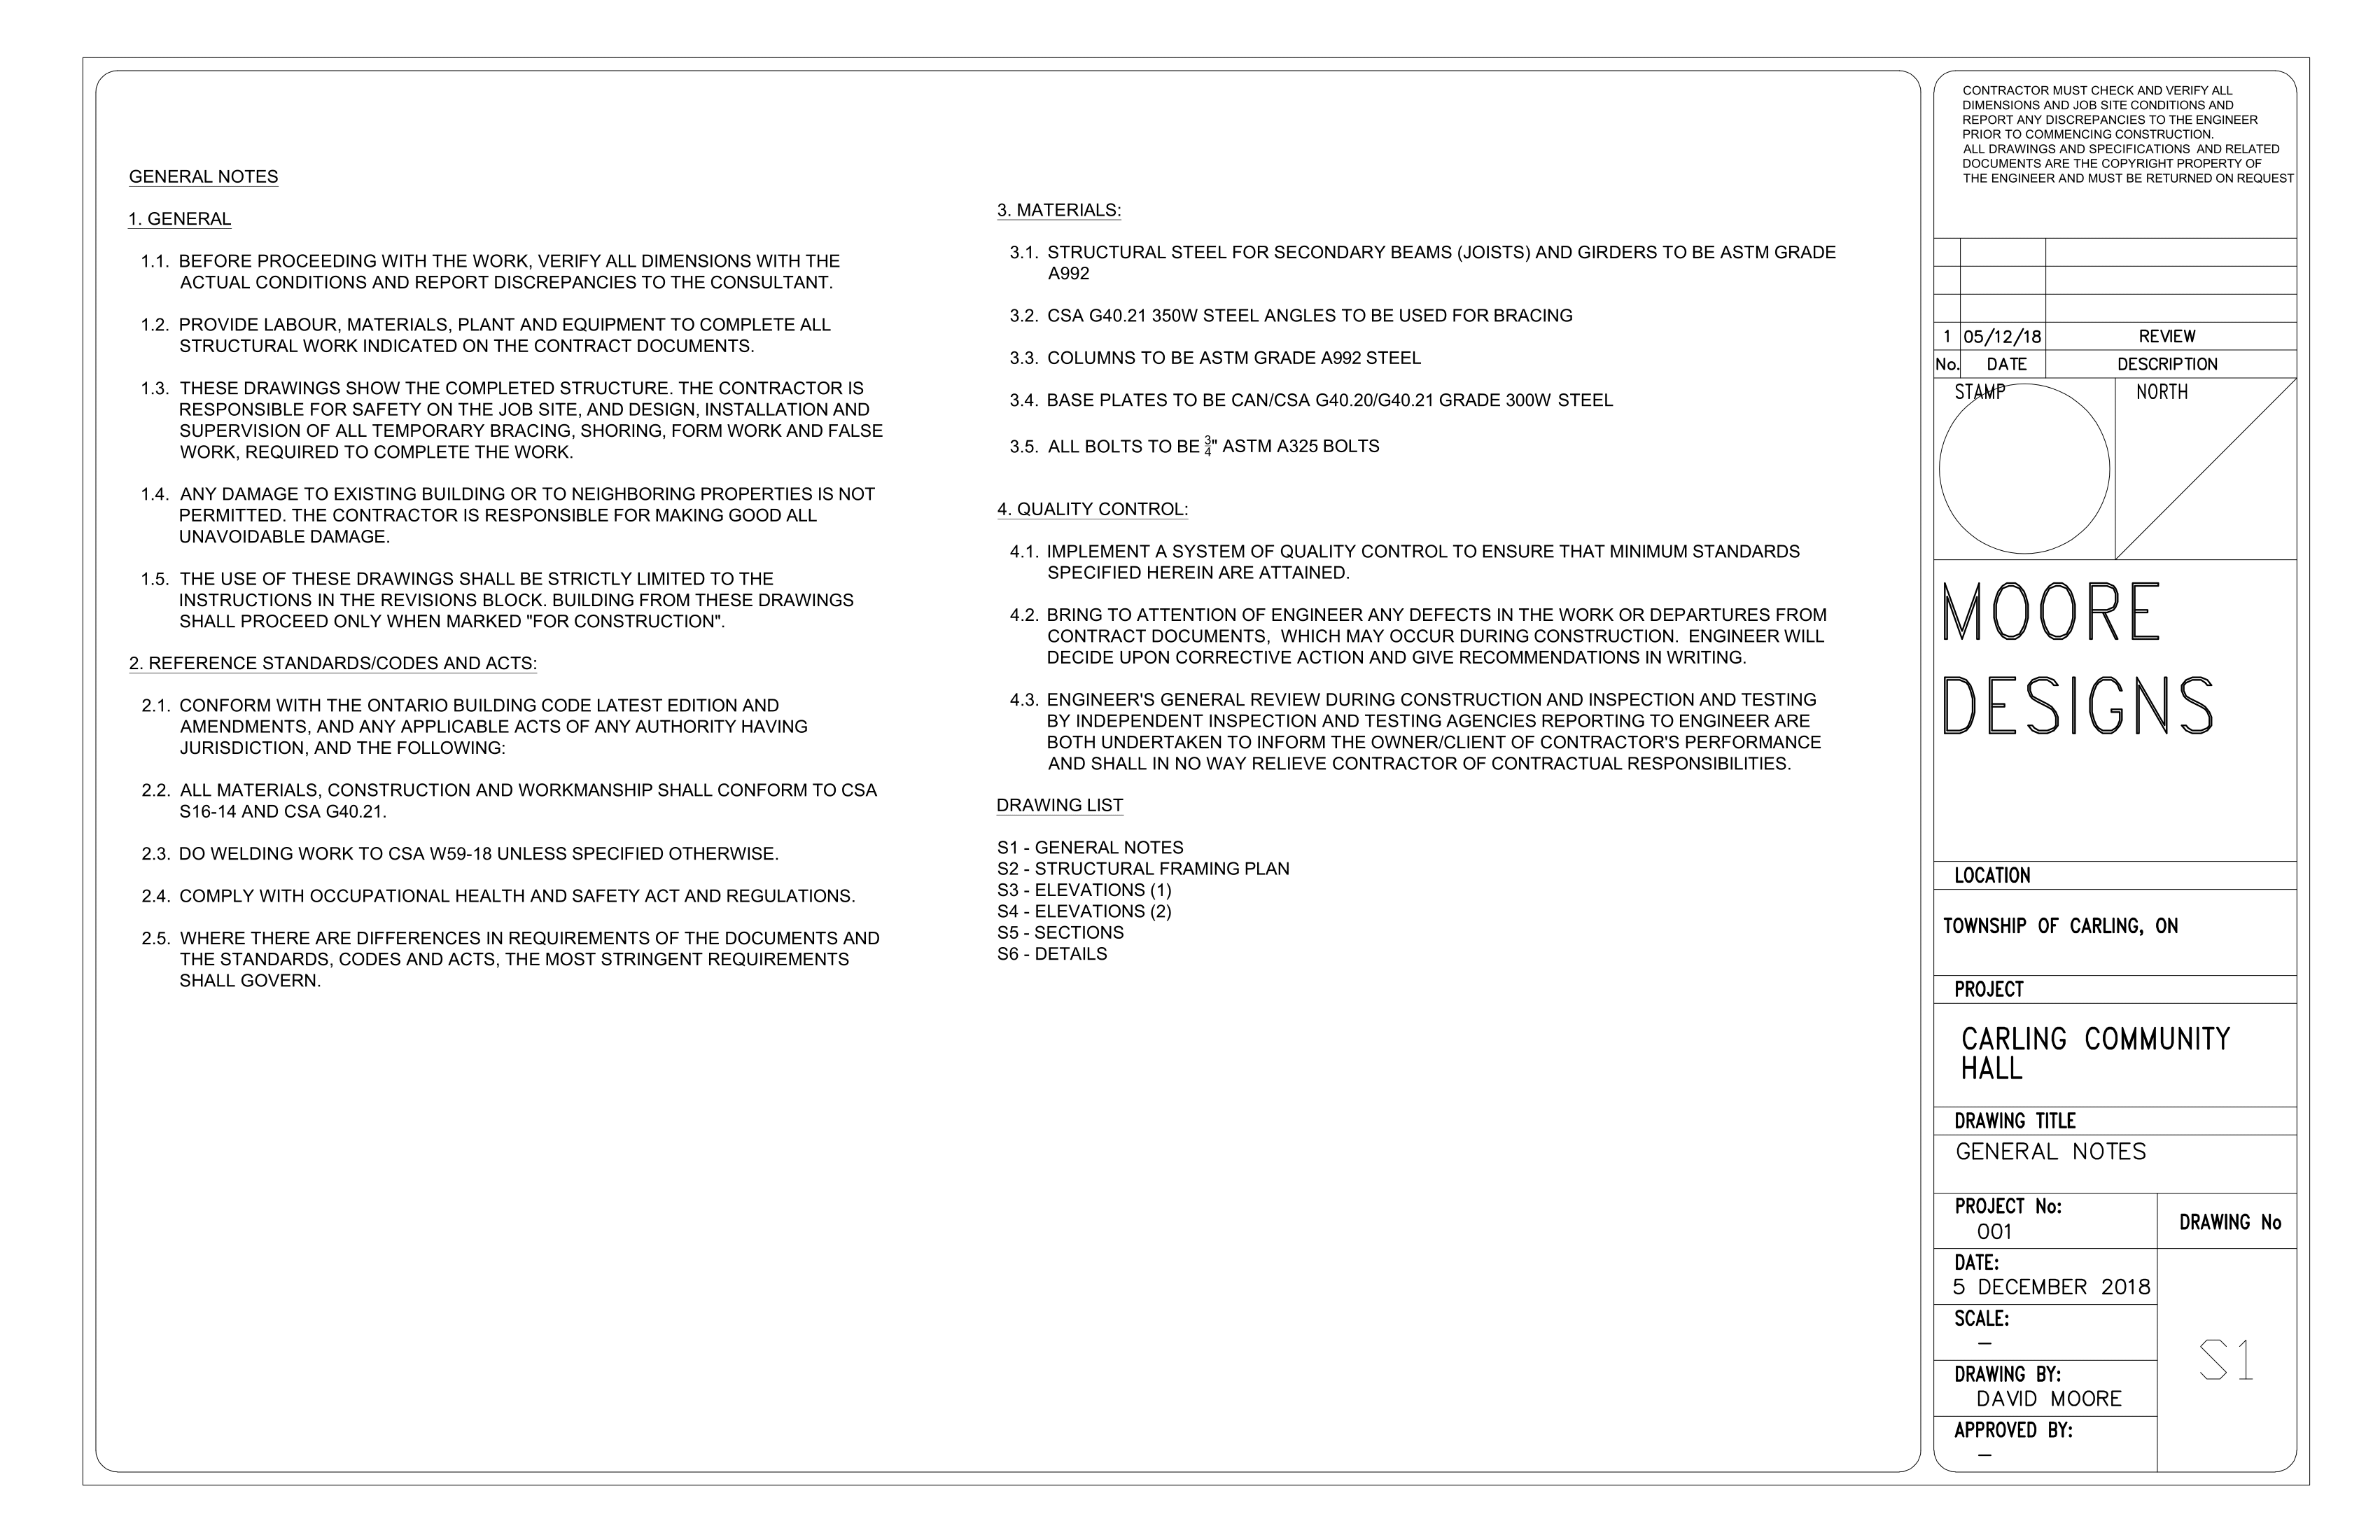 GENERAL NOTES
1. GENERAL
1.1. BEFORE PROCEEDING WITH THE WORK, VERIFY ALL DIMENSIONS WITH THE
ACTUAL CONDITIONS AND REPORT DISCREPANCIES TO THE CONSULTANT.
1.2. PROVIDE LABOUR, MATERIALS, PLANT AND EQUIPMENT TO COMPLETE ALL
STRUCTURAL WORK INDICATED ON THE CONTRACT DOCUMENTS.
1.3. THESE DRAWINGS SHOW THE COMPLETED STRUCTURE. THE CONTRACTOR IS
RESPONSIBLE FOR SAFETY ON THE JOB SITE, AND DESIGN, INSTALLATION AND
SUPERVISION OF ALL TEMPORARY BRACING, SHORING, FORM WORK AND FALSE
WORK, REQUIRED TO COMPLETE THE WORK.
1.4. ANY DAMAGE TO EXISTING BUILDING OR TO NEIGHBORING PROPERTIES IS NOT
PERMITTED. THE CONTRACTOR IS RESPONSIBLE FOR MAKING GOOD ALL
UNAVOIDABLE DAMAGE.
1.5. THE USE OF THESE DRAWINGS SHALL BE STRICTLY LIMITED TO THE
INSTRUCTIONS IN THE REVISIONS BLOCK. BUILDING FROM THESE DRAWINGS
SHALL PROCEED ONLY WHEN MARKED "FOR CONSTRUCTION".
2. REFERENCE STANDARDS/CODES AND ACTS:
2.1. CONFORM WITH THE ONTARIO BUILDING CODE LATEST EDITION AND
AMENDMENTS, AND ANY APPLICABLE ACTS OF ANY AUTHORITY HAVING
JURISDICTION, AND THE FOLLOWING:
2.2. ALL MATERIALS, CONSTRUCTION AND WORKMANSHIP SHALL CONFORM TO CSA
S16-14 AND CSA G40.21.
2.3. DO WELDING WORK TO CSA W59-18 UNLESS SPECIFIED OTHERWISE.
2.4. COMPLY WITH OCCUPATIONAL HEALTH AND SAFETY ACT AND REGULATIONS.
2.5. WHERE THERE ARE DIFFERENCES IN REQUIREMENTS OF THE DOCUMENTS AND
THE STANDARDS, CODES AND ACTS, THE MOST STRINGENT REQUIREMENTS
SHALL GOVERN.
3. MATERIALS:
3.1. STRUCTURAL STEEL FOR SECONDARY BEAMS (JOISTS) AND GIRDERS TO BE ASTM GRADE
A992
3.2. CSA G40.21 350W STEEL ANGLES TO BE USED FOR BRACING
3.3. COLUMNS TO BE ASTM GRADE A992 STEEL
3.4. BASE PLATES TO BE CAN/CSA G40.20/G40.21 GRADE 300W STEEL
3.5. ALL BOLTS TO BE 3/4" ASTM A325 BOLTS
4. QUALITY CONTROL:
4.1. IMPLEMENT A SYSTEM OF QUALITY CONTROL TO ENSURE THAT MINIMUM STANDARDS
SPECIFIED HEREIN ARE ATTAINED.
4.2. BRING TO ATTENTION OF ENGINEER ANY DEFECTS IN THE WORK OR DEPARTURES FROM
CONTRACT DOCUMENTS, WHICH MAY OCCUR DURING CONSTRUCTION. ENGINEER WILL
DECIDE UPON CORRECTIVE ACTION AND GIVE RECOMMENDATIONS IN WRITING.
4.3. ENGINEER'S GENERAL REVIEW DURING CONSTRUCTION AND INSPECTION AND TESTING
BY INDEPENDENT INSPECTION AND TESTING AGENCIES REPORTING TO ENGINEER ARE
BOTH UNDERTAKEN TO INFORM THE OWNER/CLIENT OF CONTRACTOR'S PERFORMANCE
AND SHALL IN NO WAY RELIEVE CONTRACTOR OF CONTRACTUAL RESPONSIBILITIES.
DRAWING LIST
S1 - GENERAL NOTES
S2 - STRUCTURAL FRAMING PLAN
S3 - ELEVATIONS (1)
S4 - ELEVATIONS (2)
S5 - SECTIONS
S6 - DETAILS
CONTRACTOR MUST CHECK AND VERIFY ALL
DIMENSIONS AND JOB SITE CONDITIONS AND
REPORT ANY DISCREPANCIES TO THE ENGINEER
PRIOR TO COMMENCING CONSTRUCTION.
ALL DRAWINGS AND SPECIFICATIONS AND RELATED
DOCUMENTS ARE THE COPYRIGHT PROPERTY OF
THE ENGINEER AND MUST BE RETURNED ON REQUEST
1 05/12/18 REVIEW
No. DATE DESCRIPTION
STAMP NORTH
MOORE
DESIGNS
LOCATION
TOWNSHIP OF CARLING, ON
PROJECT
CARLING COMMUNITY
HALL
DRAWING TITLE
GENERAL NOTES
PROJECT No:
001
DRAWING No
DATE:
5 DECEMBER 2018
SCALE:
–
DRAWING BY:
DAVID MOORE
APPROVED BY:
–
S1